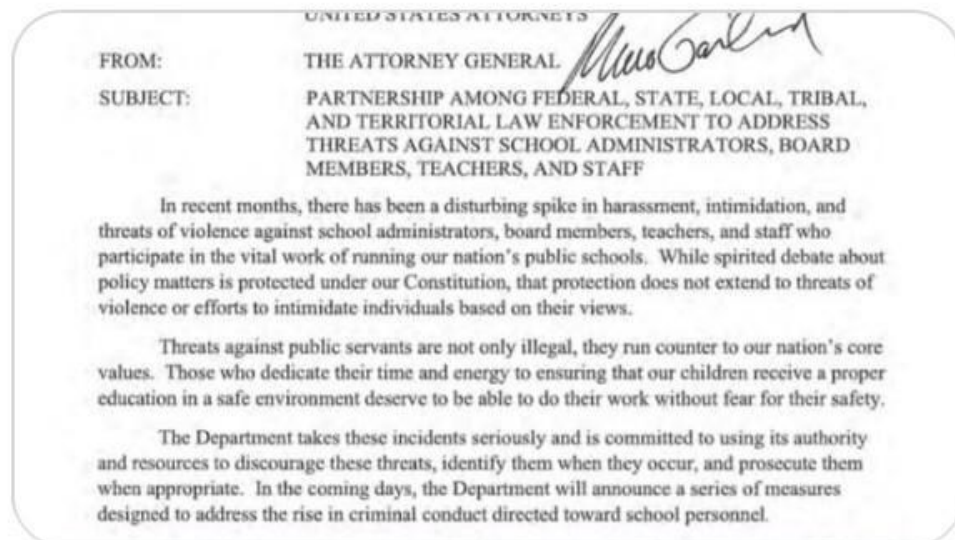 UNITED STATES ATTORNEYS
FROM: THE ATTORNEY GENERAL
SUBJECT: PARTNERSHIP AMONG FEDERAL, STATE, LOCAL, TRIBAL,
AND TERRITORIAL LAW ENFORCEMENT TO ADDRESS
THREATS AGAINST SCHOOL ADMINISTRATORS, BOARD
MEMBERS, TEACHERS, AND STAFF
In recent months, there has been a disturbing spike in harassment, intimidation, and
threats of violence against school administrators, board members, teachers, and staff who
participate in the vital work of running our nation's public schools. While spirited debate about
policy matters is protected under our Constitution, that protection does not extend to threats of
violence or efforts to intimidate individuals based on their views.
Threats against public servants are not only illegal, they run counter to our nation's core
values. Those who dedicate their time and energy to ensuring that our children receive a proper
education in a safe environment deserve to be able to do their work without fear for their safety.
The Department takes these incidents seriously and is committed to using its authority
and resources to discourage these threats, identify them when they occur, and prosecute them
when appropriate. In the coming days, the Department will announce a series of measures
designed to address the rise in criminal conduct directed toward school personnel.